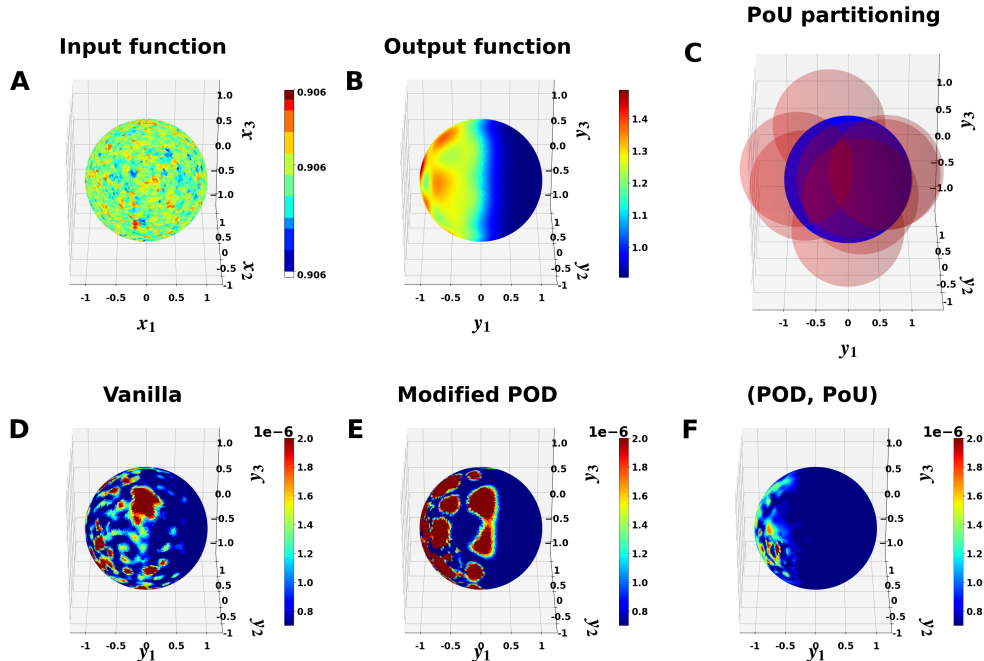 PoU partitioning
Input function
Output function
A
B
C
1.0
0.5
0.0
-0.5
-1.0
x3
1
0.5
0
-0.5
-1
x2
-1 -0.5 0 0.5 1
x1
0.906
0.906
0.906
1.0
0.5
0.0
-0.5
-1.0
y3
1
0.5
0
-0.5
-1
y2
-1 -0.5 0 0.5 1
y1
1.4
1.3
1.2
1.1
1.0
1.0
0.5
0.0
-0.5
-1.0
y3
1
0.5
0
-0.5
-1
y2
-1 -0.5 0 0.5 1
y1
Vanilla
Modified POD
(POD, PoU)
D
E
F
1.0
0.5
0.0
-0.5
-1.0
y3
1
0.5
0
-0.5
-1
y2
-1 -0.5 0 0.5 1
y1
1e−6
2.0
1.8
1.6
1.4
1.2
1.0
0.8
1.0
0.5
0.0
-0.5
-1.0
y3
1
0.5
0
-0.5
-1
y2
-1 -0.5 0 0.5 1
y1
1e−6
2.0
1.8
1.6
1.4
1.2
1.0
0.8
1.0
0.5
0.0
-0.5
-1.0
y3
1
0.5
0
-0.5
-1
y2
-1 -0.5 0 0.5 1
y1
1e−6
2.0
1.8
1.6
1.4
1.2
1.0
0.8